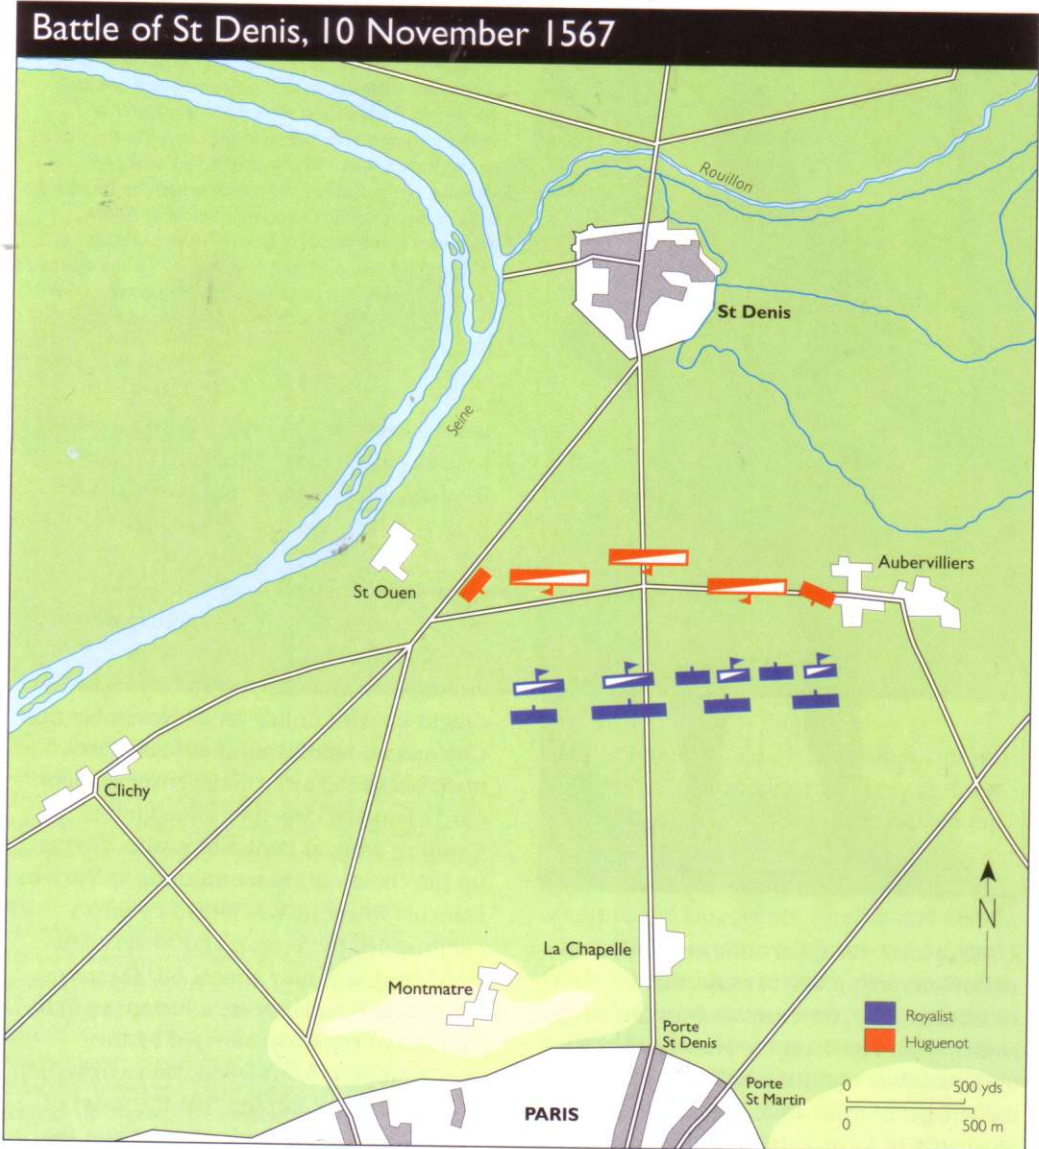 Battle of St Denis, 10 November 1567
Rouillon
St Denis
Seine
Aubervilliers
St Ouen
Clichy
La Chapelle
N
Montmatre
Royalist
Huguenot
Porte
St Denis
Porte
St Martin
0 500 yds
0 500 m
PARIS